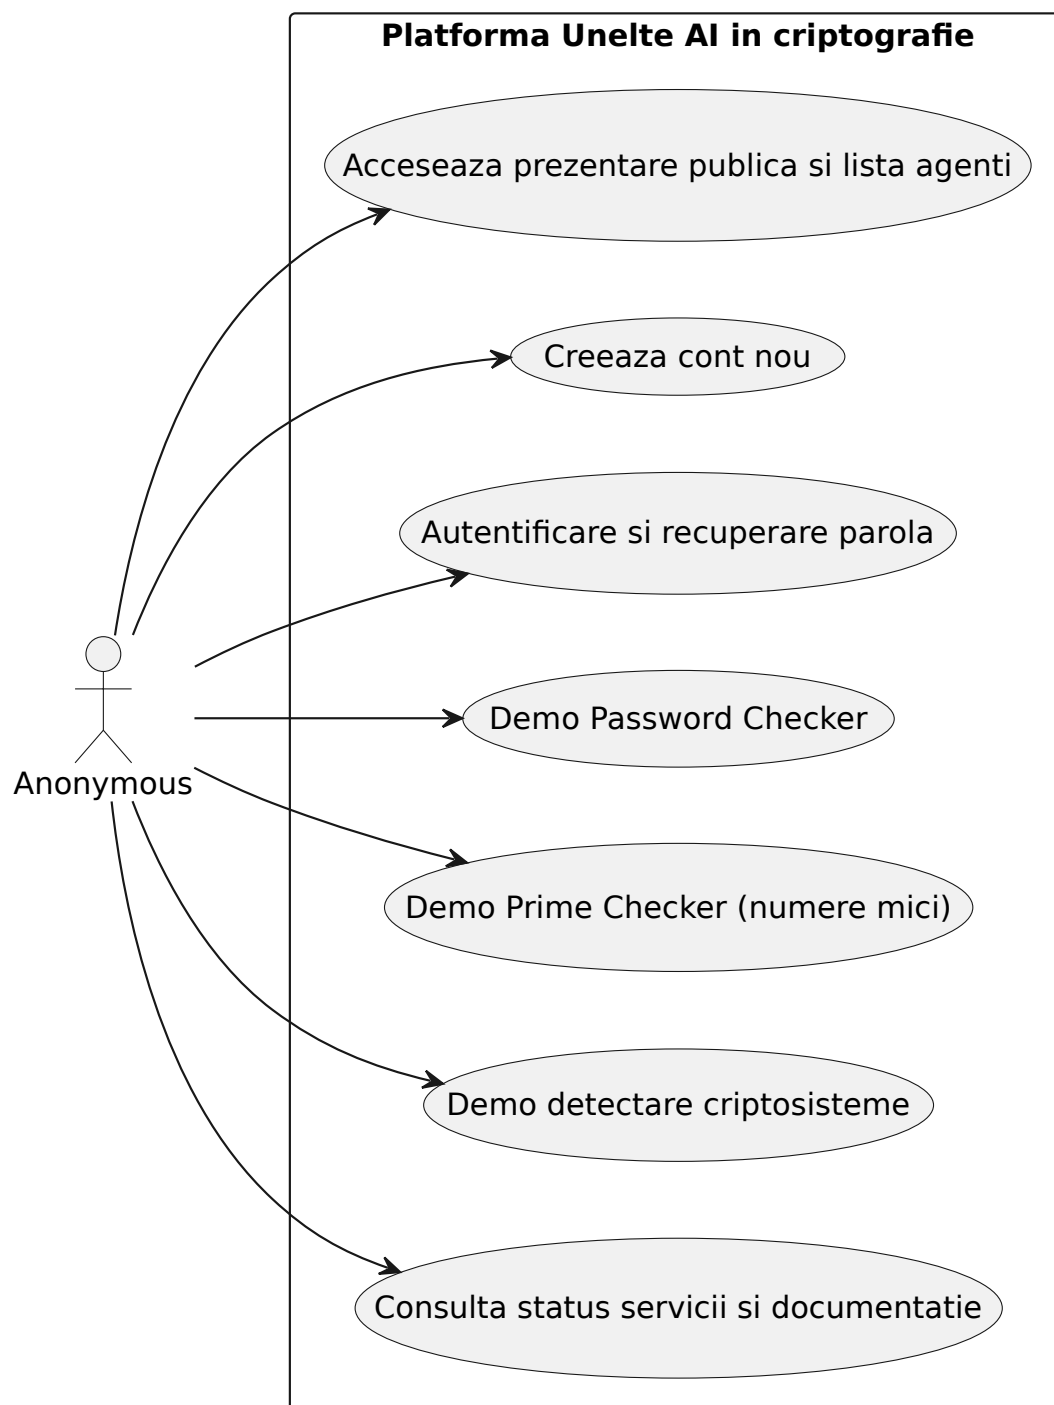 Platforma Unelte AI in criptografie
Acceseaza prezentare publica si lista agenti
Creeaza cont nou
Autentificare si recuperare parola
Demo Password Checker
Anonymous
Demo Prime Checker (numere mici)
Demo detectare criptosisteme
Consulta status servicii si documentatie